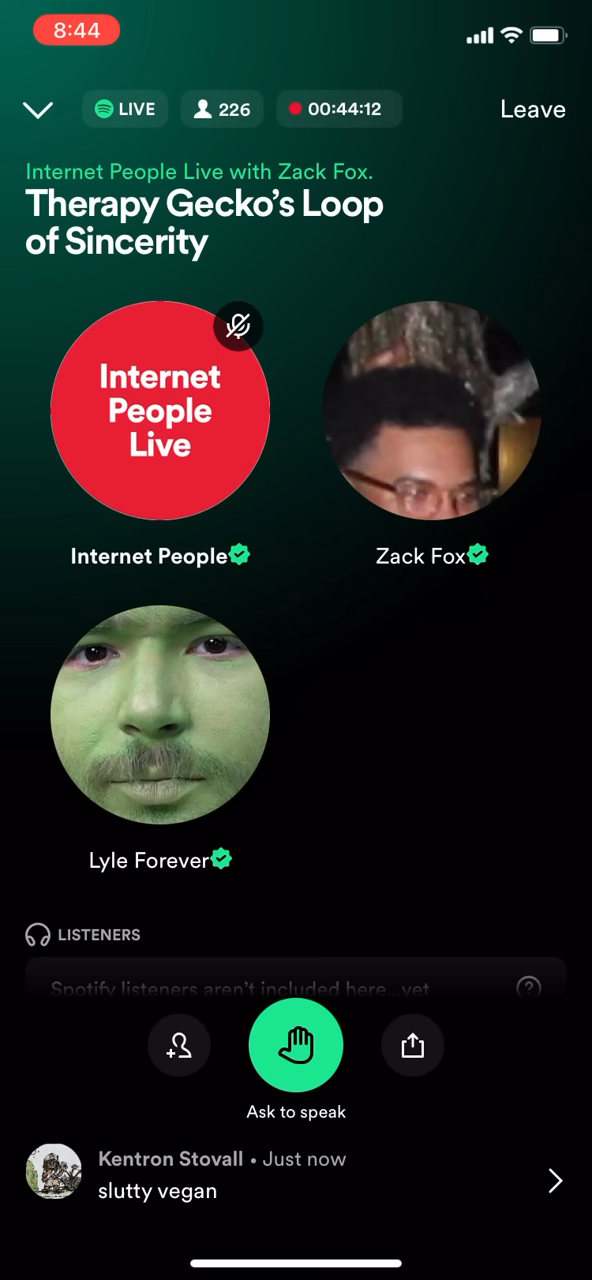 8:44
LIVE
226
00:44:12
Leave
Internet People Live with Zack Fox.
Therapy Gecko’s Loop
of Sincerity
Internet
People
Live
Internet People
Zack Fox
Lyle Forever
LISTENERS
Spotify listeners aren’t included here...yet
?
Ask to speak
Kentron Stovall • Just now
slutty vegan